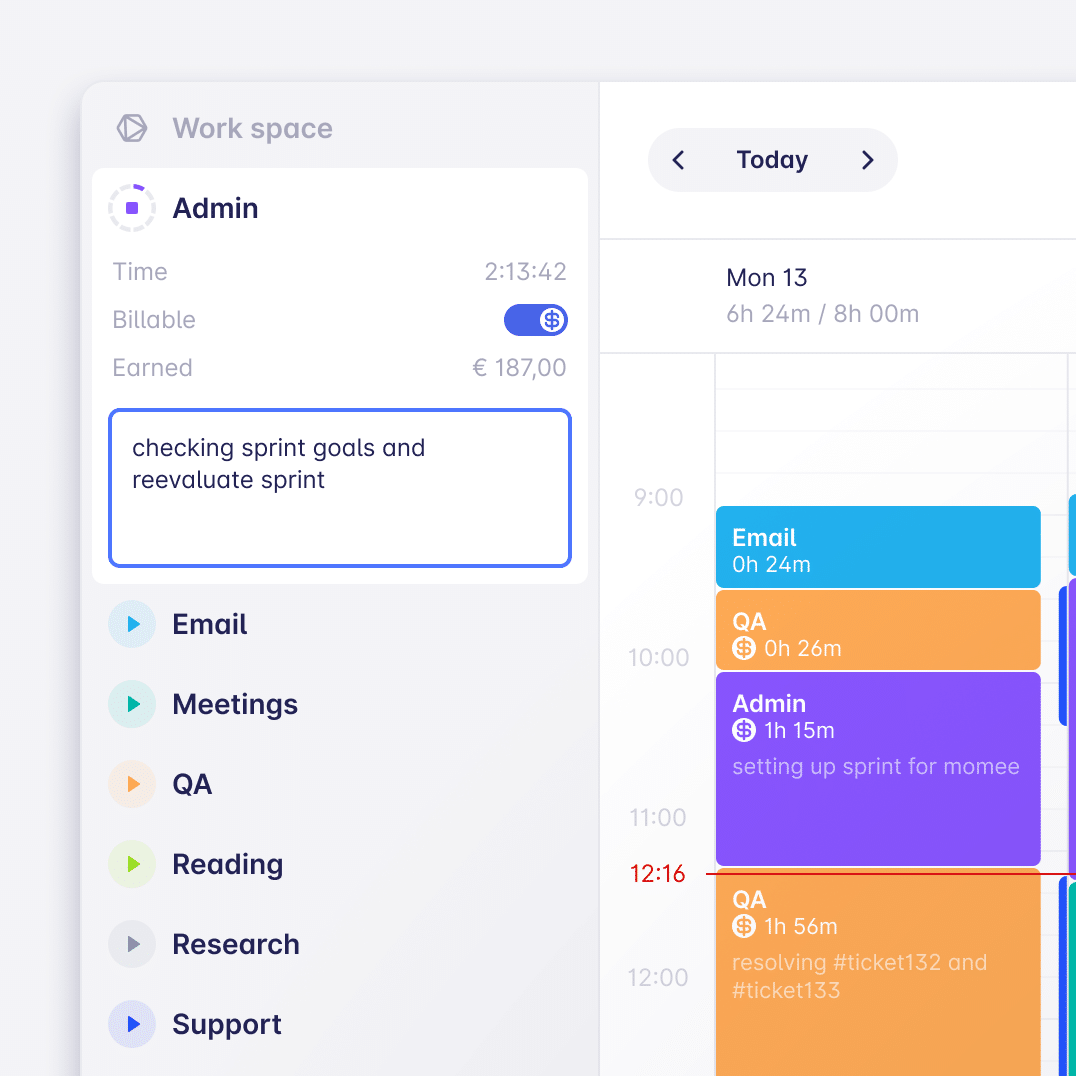 Work space
Admin
Time 2:13:42
Billable
Earned € 187,00
checking sprint goals and
reevaluate sprint
Email
Meetings
QA
Reading
Research
Support
Today
Mon 13
6h 24m / 8h 00m
9:00
Email
0h 24m
QA
$ 0h 26m
10:00
Admin
$ 1h 15m
setting up sprint for momee
11:00
12:16
QA
$ 1h 56m
resolving #ticket132 and
#ticket133
12:00